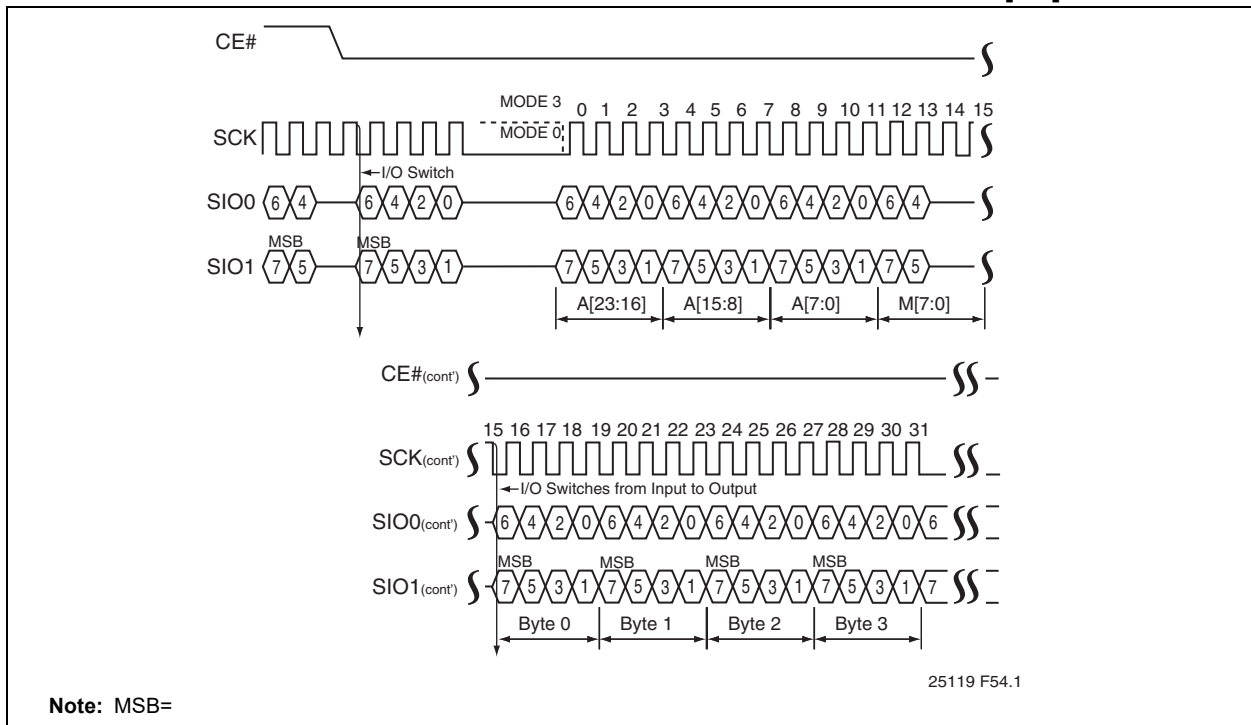 CE#
MODE 3
0 1 2 3 4 5 6 7 8 9 10 11 12 13 14 15
SCK
MODE 0
I/O Switch
SIO0 6 4 6 4 2 0 6 4 2 0 6 4 2 0 6 4 2 0 6 4
MSB MSB
SIO1 7 5 7 5 3 1 7 5 3 1 7 5 3 1 7 5 3 1 7 5
A[23:16] A[15:8] A[7:0] M[7:0]
CE#(cont')
15 16 17 18 19 20 21 22 23 24 25 26 27 28 29 30 31
SCK(cont')
I/O Switches from Input to Output
SIO0(cont') 6 4 2 0 6 4 2 0 6 4 2 0 6 4 2 0 6
MSB MSB MSB MSB
SIO1(cont') 7 5 3 1 7 5 3 1 7 5 3 1 7 5 3 1 7
Byte 0 Byte 1 Byte 2 Byte 3
25119 F54.1
Note: MSB=